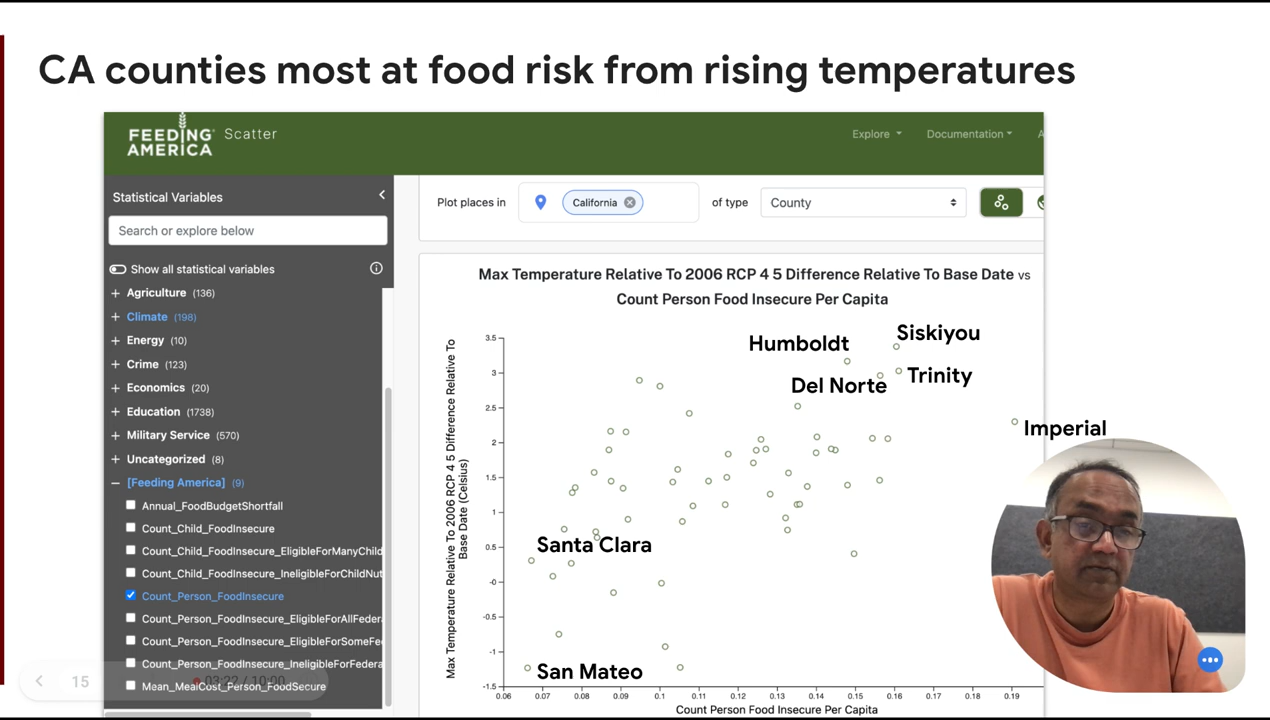 CA counties most at food risk from rising temperatures
FEEDING
AMERICA
Scatter
Explore
Documentation
A
Statistical Variables
Search or explore below
Show all statistical variables
Agriculture (136)
Climate (198)
Energy (10)
Crime (123)
Economics (20)
Education (1738)
Military Service (570)
Uncategorized (8)
[Feeding America] (9)
Annual_FoodBudgetShortfall
Count_Child_FoodInsecure
Count_Child_FoodInsecure_EligibleForManyChild
Count_Child_FoodInsecure_IneligibleForChildNut
Count_Person_FoodInsecure
Count_Person_FoodInsecure_EligibleForAllFeder
Count_Person_FoodInsecure_EligibleForSomeFe
Count_Person_FoodInsecure_IneligibleForFedera
Mean_MealCost_Person_FoodSecure
15
03:22 / 10:00
Plot places in
California
of type
County
Max Temperature Relative To 2006 RCP 4 5 Difference Relative To Base Date vs
Count Person Food Insecure Per Capita
Max Temperature Relative To 2006 RCP 4 5 Difference Relative To
Base Date (Celsius)
3.5
3
2.5
2
1.5
1
0.5
-0
-0.5
-1
-1.5
Humboldt
Siskiyou
Del Norte
Trinity
Imperial
Santa Clara
San Mateo
0.06
0.07
0.08
0.09
0.1
0.11
0.12
0.13
0.14
0.15
0.16
0.17
0.18
0.19
Count Person Food Insecure Per Capita